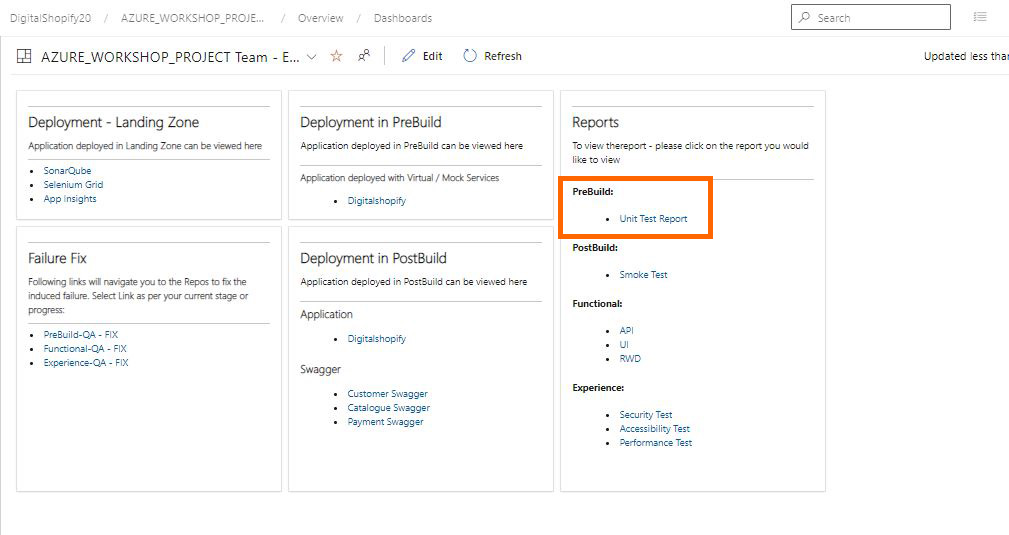 DigitalShopify20 / AZURE_WORKSHOP_PROJE... / Overview / Dashboards
Search
AZURE_WORKSHOP_PROJECT Team - E...
Edit
Refresh
Updated less than
Deployment - Landing Zone
Application deployed in Landing Zone can be viewed here
• SonarQube
• Selenium Grid
• App insights
Deployment in PreBuild
Application deployed in PreBuild can be viewed here
Application deployed with Virtual / Mock Services
• Digitalshopify
Reports
To view thereport - please click on the report you would
like to view
PreBuild:
• Unit Test Report
PostBuild:
• Smoke Test
Functional:
• API
• UI
• RWD
Experience:
• Security Test
• Accessibility Test
• Performance Test
Failure Fix
Following links will navigate you to the Repos to fix the
induced failure. Select Link as per your current stage or
progress:
• PreBuild-QA - FIX
• Functional-QA - FIX
• Experience-QA - FIX
Deployment in PostBuild
Application deployed in PostBuild can be viewed here
Application
• Digitalshopify
Swagger
• Customer Swagger
• Catalogue Swagger
• Payment Swagger